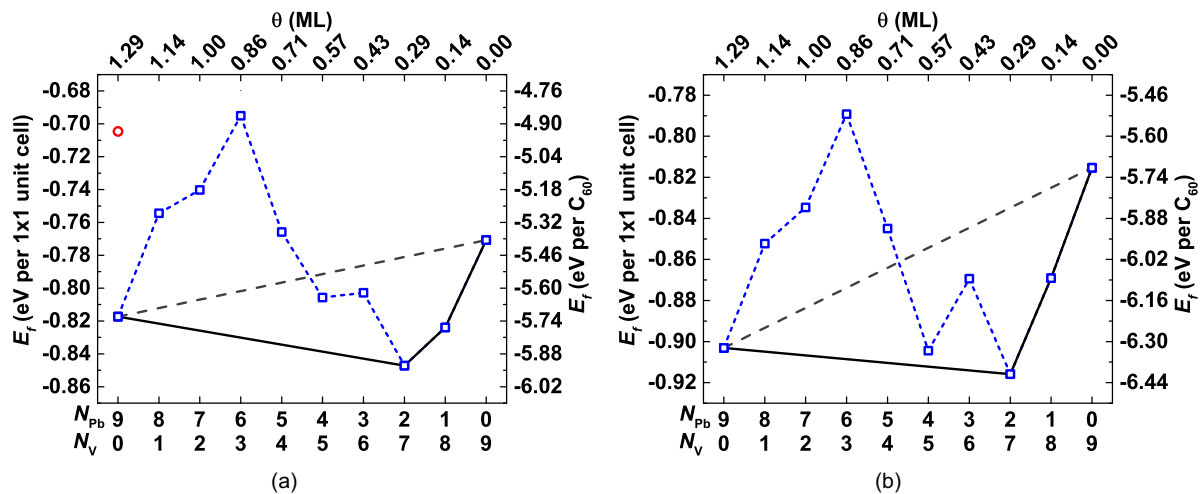 θ (ML)
1.29 1.14 1.00 0.86 0.71 0.57 0.43 0.29 0.14 0.00
-0.68
-0.70
-0.72
-0.74
-0.76
-0.78
-0.80
-0.82
-0.84
-0.86
E_f (eV per 1x1 unit cell)
-4.76
-4.90
-5.04
-5.18
-5.32
-5.46
-5.60
-5.74
-5.88
-6.02
E_f (eV per C₆₀)
N_Pb 9 8 7 6 5 4 3 2 1 0
N_V 0 1 2 3 4 5 6 7 8 9
(a)
θ (ML)
1.29 1.14 1.00 0.86 0.71 0.57 0.43 0.29 0.14 0.00
-0.78
-0.80
-0.82
-0.84
-0.86
-0.88
-0.90
-0.92
E_f (eV per 1x1 unit cell)
-5.46
-5.60
-5.74
-5.88
-6.02
-6.16
-6.30
-6.44
E_f (eV per C₆₀)
N_Pb 9 8 7 6 5 4 3 2 1 0
N_V 0 1 2 3 4 5 6 7 8 9
(b)